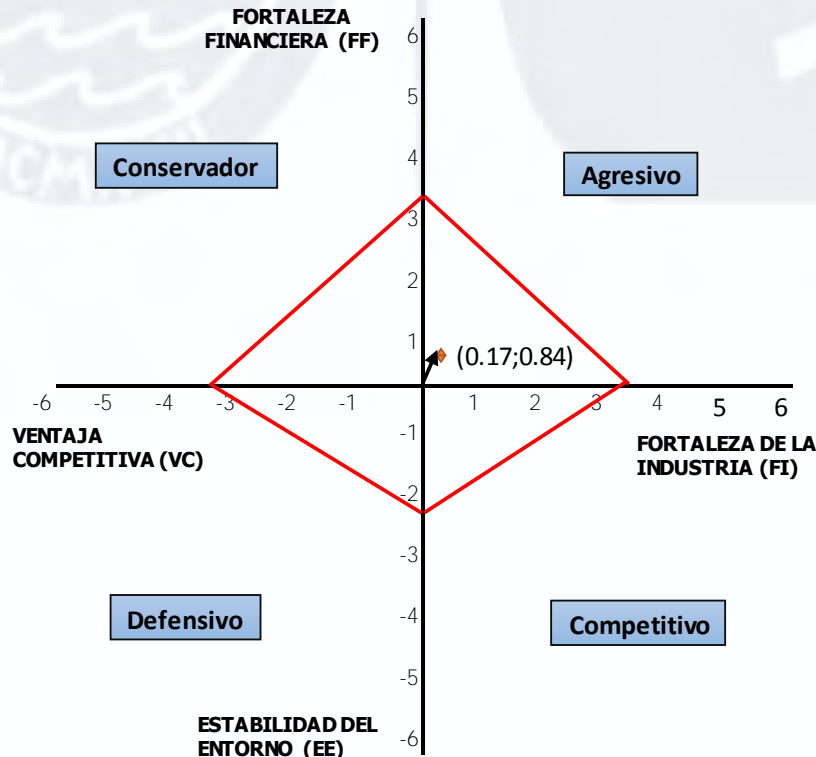 FORTALEZA
FINANCIERA (FF)
6
5
4
Conservador
Agresivo
3
2
1
(0.17;0.84)
-6 -5 -4 -3 -2 -1 1 2 3 4 5 6
-1
VENTAJA
COMPETITIVA (VC)
FORTALEZA DE LA
INDUSTRIA (FI)
-2
-3
-4
Defensivo
Competitivo
-5
ESTABILIDAD DEL
ENTORNO (EE)
-6